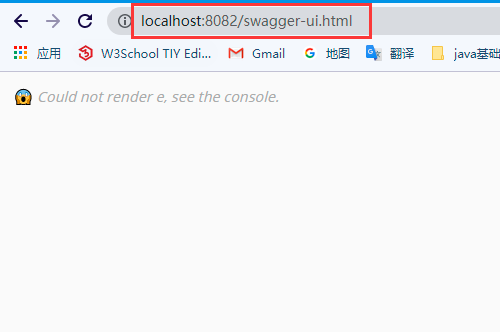 localhost:8082/swagger-ui.html
应用 W3School TIY Edi... Gmail 地图 翻译 java基础
Could not render e, see the console.